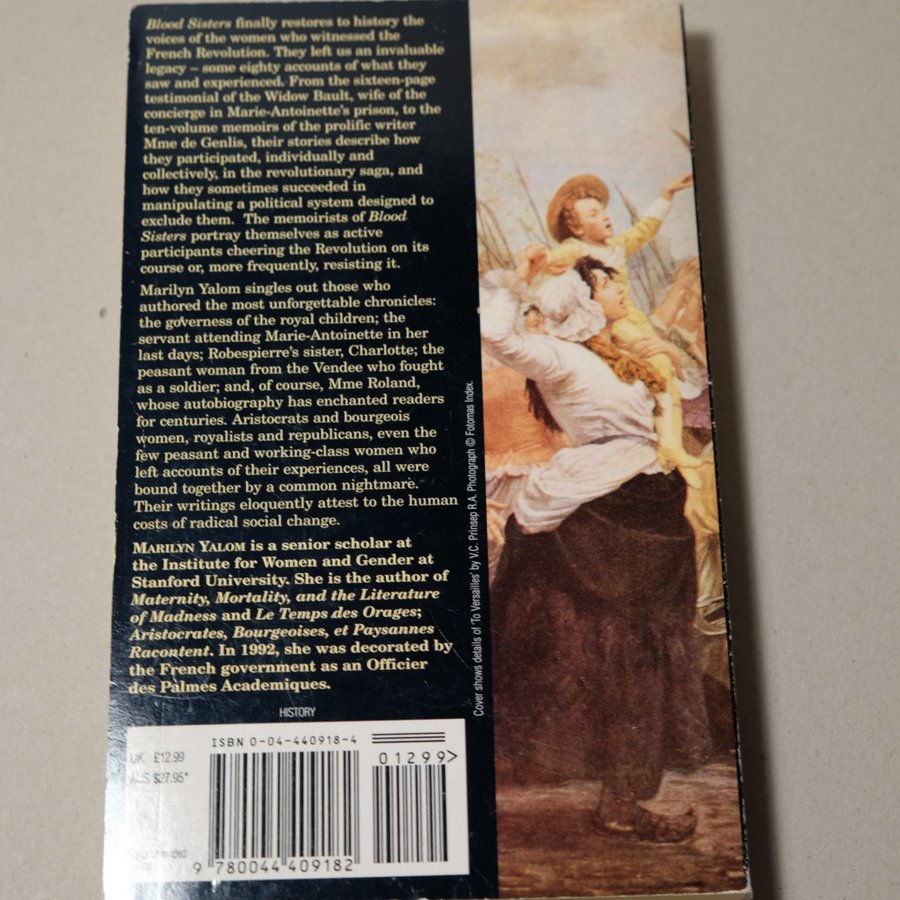 Blood Sisters finally restores to history the
voices of the women who witnessed the
French Revolution. They left us an invaluable
legacy – some eighty accounts of what they
saw and experienced. From the sixteen-page
testimonial of the Widow Bault, wife of the
concierge in Marie-Antoinette's prison, to the
ten-volume memoirs of the prolific writer
Mme de Genlis, their stories describe how
they participated, individually and
collectively, in the revolutionary saga, and
how they sometimes succeeded in
manipulating a political system designed to
exclude them. The memoirists of Blood
Sisters portray themselves as active
participants cheering the Revolution on its
course or, more frequently, resisting it.
Marilyn Yalom singles out those who
authored the most unforgettable chronicles:
the governess of the royal children; the
servant attending Marie-Antoinette in her
last days; Robespierre's sister, Charlotte; the
peasant woman from the Vendee who fought
as a soldier; and, of course, Mme Roland,
whose autobiography has enchanted readers
for centuries. Aristocrats and bourgeois
women, royalists and republicans, even the
few peasant and working-class women who
left accounts of their experiences, all were
bound together by a common nightmare.
Their writings eloquently attest to the human
costs of radical social change.
MARILYN YALOM is a senior scholar at
the Institute for Women and Gender at
Stanford University. She is the author of
Maternity, Mortality, and the Literature
of Madness and Le Temps des Orages;
Aristocrates, Bourgeoises, et Paysannes
Racontent. In 1992, she was decorated by
the French government as an Officier
des Palmes Academiques.
HISTORY
UK £12.99
AUS $27.95*
ISBN 0-04-440918-4
01299>
9 780044 409182
Cover shows details of 'To Versailles' by V.C. Prinsep R.A. Photograph © Fotomas Index.